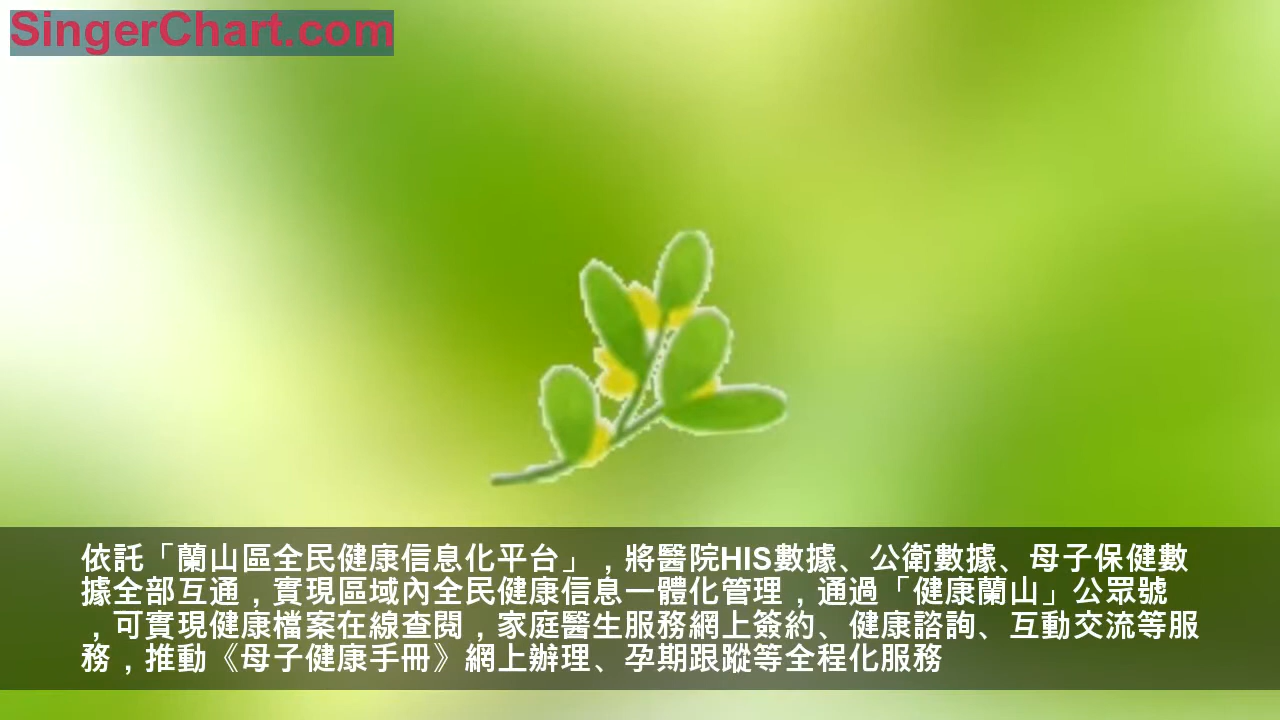 SingerChart.com
依託「蘭山區全民健康信息化平台」，將醫院HIS數據、公衛數據、母子保健數
據全部互通，實現區域內全民健康信息一體化管理，通過「健康蘭山」公眾號
，可實現健康檔案在線查閱，家庭醫生服務網上簽約、健康諮詢、互動交流等服
務，推動《母子健康手冊》網上辦理、孕期跟蹤等全程化服務